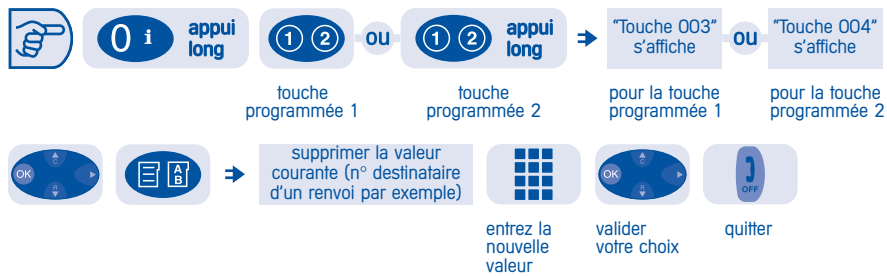 0 i appui long 1 2 ou 1 2 appui long "Touche 003" s'affiche ou "Touche 004" s'affiche
touche programmée 1
touche programmée 2
pour la touche programmée 1
pour la touche programmée 2
OK C R
A B
supprimer la valeur
courante (n° destinataire
d'un renvoi par exemple)
OK C R
OFF
entrez la
nouvelle
valeur
valider
votre choix
quitter